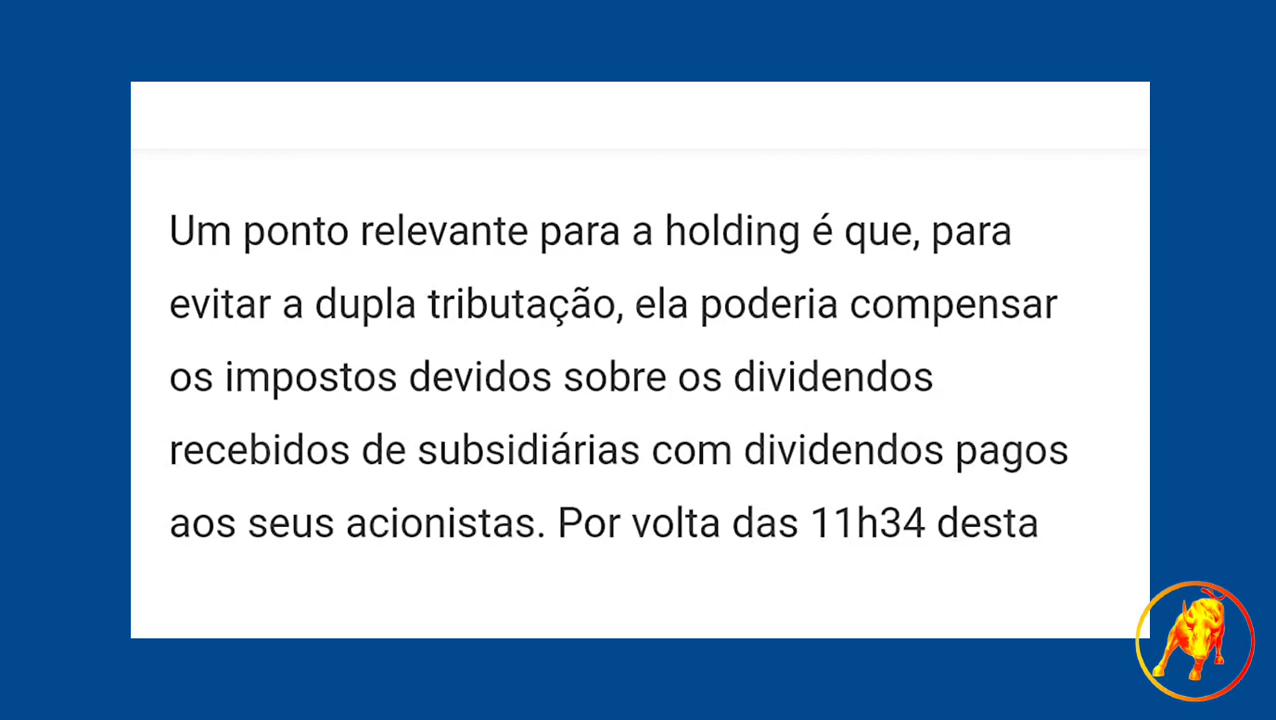 Um ponto relevante para a holding é que, para
evitar a dupla tributação, ela poderia compensar
os impostos devidos sobre os dividendos
recebidos de subsidiárias com dividendos pagos
aos seus acionistas. Por volta das 11h34 desta